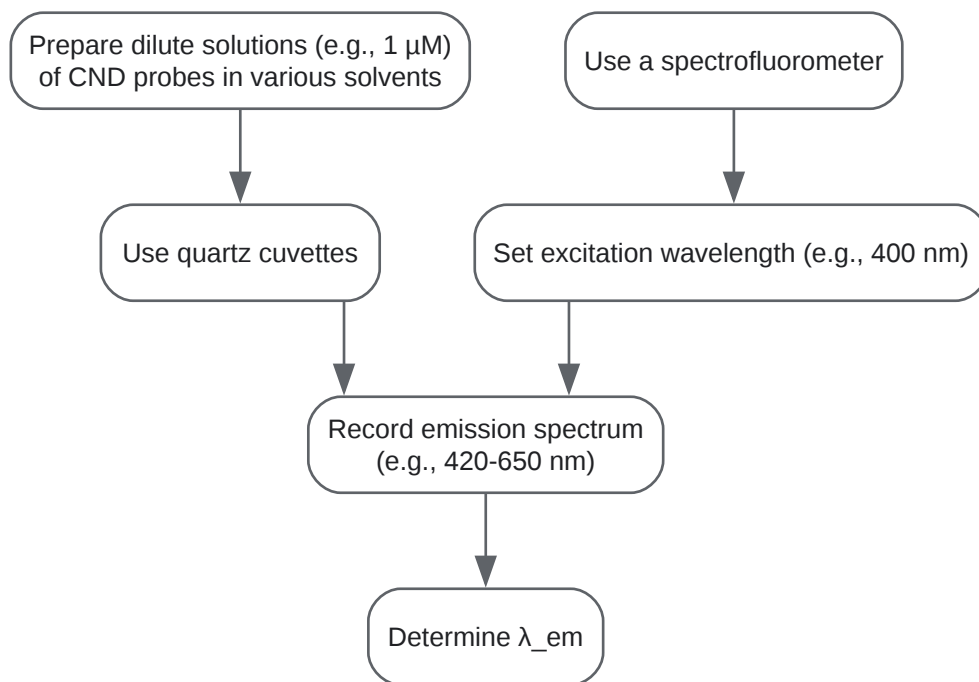 Prepare dilute solutions (e.g., 1 µM)
of CND probes in various solvents
Use a spectrofluorometer
Use quartz cuvettes
Set excitation wavelength (e.g., 400 nm)
Record emission spectrum
(e.g., 420-650 nm)
Determine λ_em